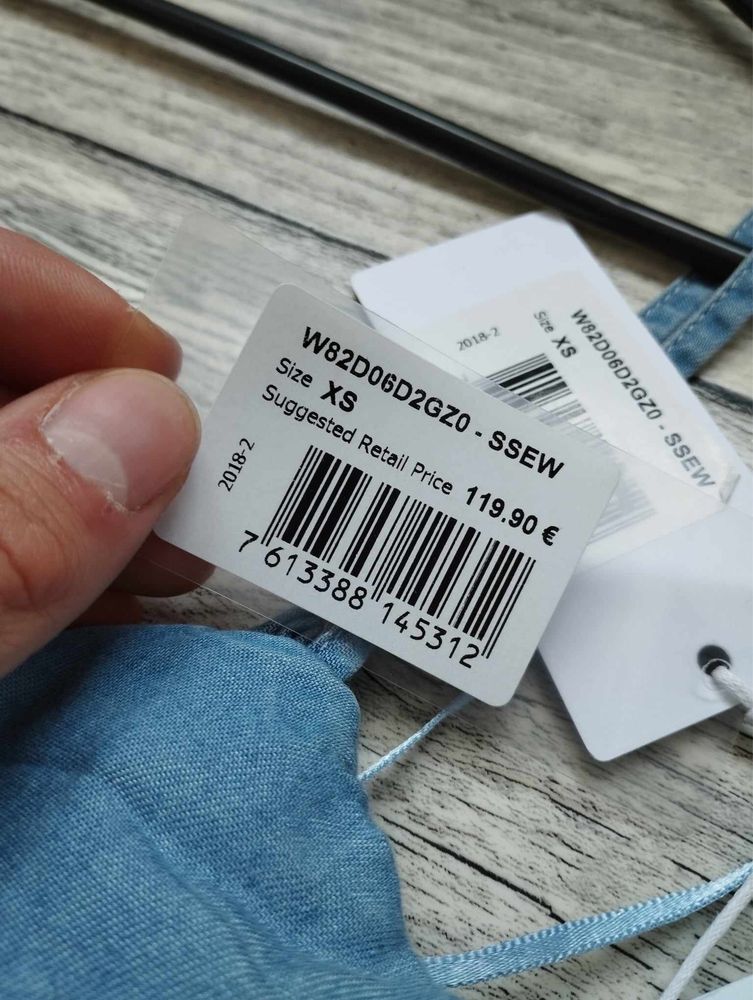 W82D06D2GZ0 - SSEW
Size XS
Suggested Retail Price 119.90 €
2018-2
7 613388 145312
W82D06D2GZ0 - SSEW
Size XS
2018-2